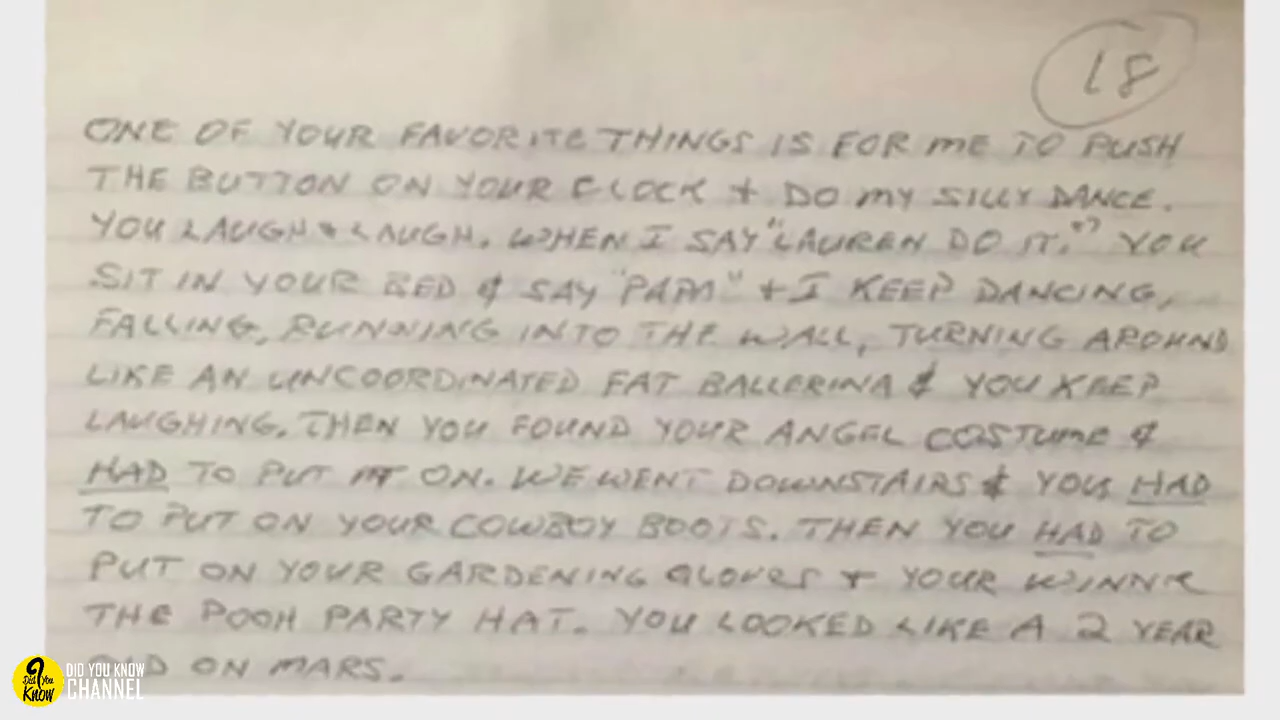 18
ONE OF YOUR FAVORITE THINGS IS FOR ME TO PUSH
THE BUTTON ON YOUR CLOCK + DO MY SILLY DANCE.
YOU LAUGH & LAUGH. WHEN I SAY "LAUREN DO IT." YOU
SIT IN YOUR BED & SAY "PAPA" + I KEEP DANCING,
FALLING, RUNNING INTO THE WALL, TURNING AROUND
LIKE AN UNCOORDINATED FAT BALLERINA & YOU KEEP
LAUGHING. THEN YOU FOUND YOUR ANGEL COSTUME &
HAD TO PUT IT ON. WE WENT DOWNSTAIRS & YOU HAD
TO PUT ON YOUR COWBOY BOOTS. THEN YOU HAD TO
PUT ON YOUR GARDENING GLOVES + YOUR WINNIE
THE POOH PARTY HAT. YOU LOOKED LIKE A 2 YEAR
OLD ON MARS.
Did You Know
DID YOU KNOW
CHANNEL